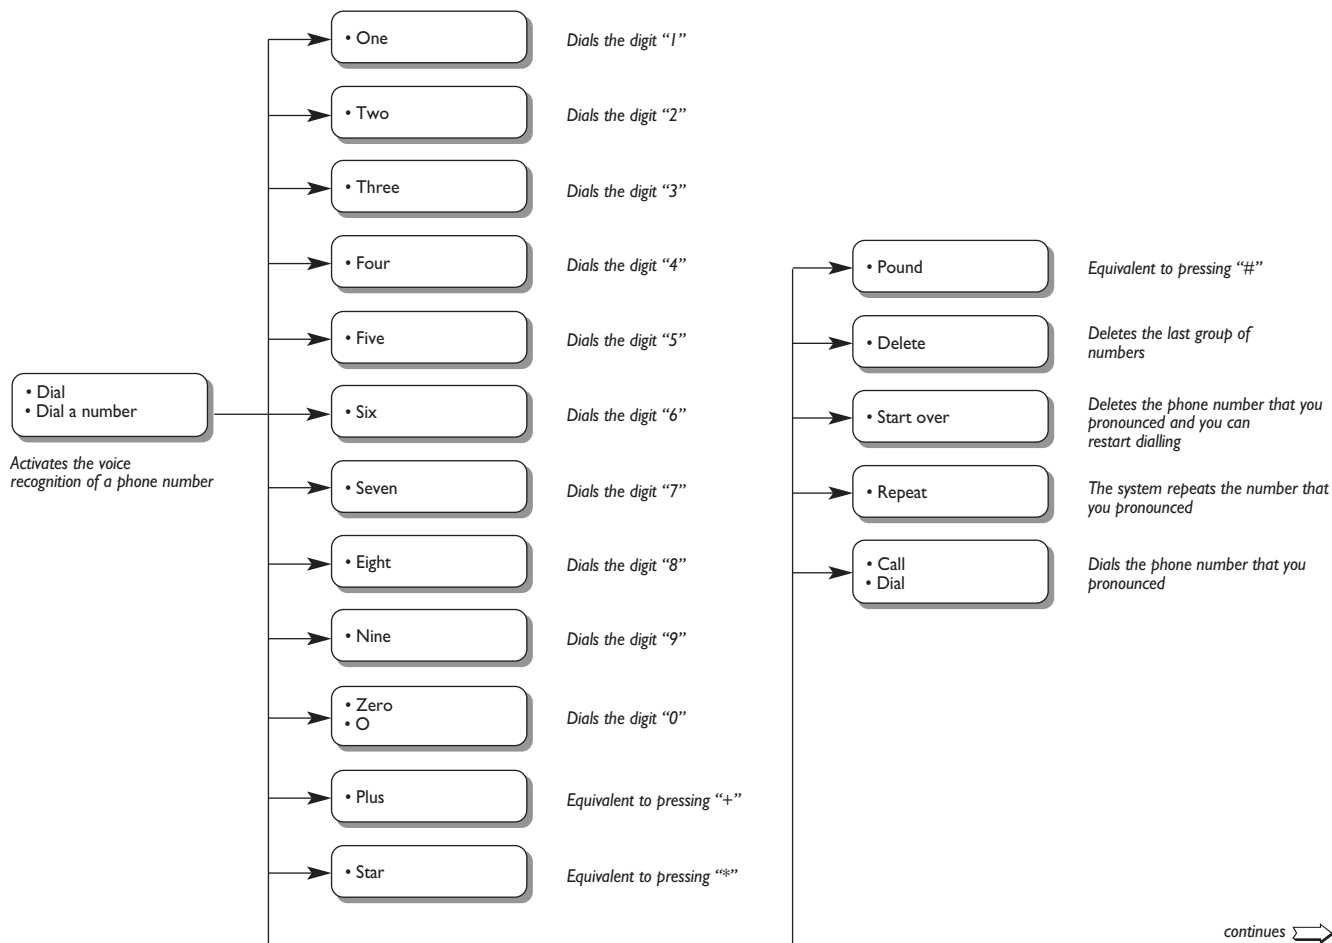 • Dial
• Dial a number
Activates the voice
recognition of a phone number
• One
Dials the digit “1”
• Two
Dials the digit “2”
• Three
Dials the digit “3”
• Four
Dials the digit “4”
• Five
Dials the digit “5”
• Six
Dials the digit “6”
• Seven
Dials the digit “7”
• Eight
Dials the digit “8”
• Nine
Dials the digit “9”
• Zero
• O
Dials the digit “0”
• Plus
Equivalent to pressing “+”
• Star
Equivalent to pressing “*”
• Pound
Equivalent to pressing “#”
• Delete
Deletes the last group of
numbers
• Start over
Deletes the phone number that you
pronounced and you can
restart dialling
• Repeat
The system repeats the number that
you pronounced
• Call
• Dial
Dials the phone number that you
pronounced
continues